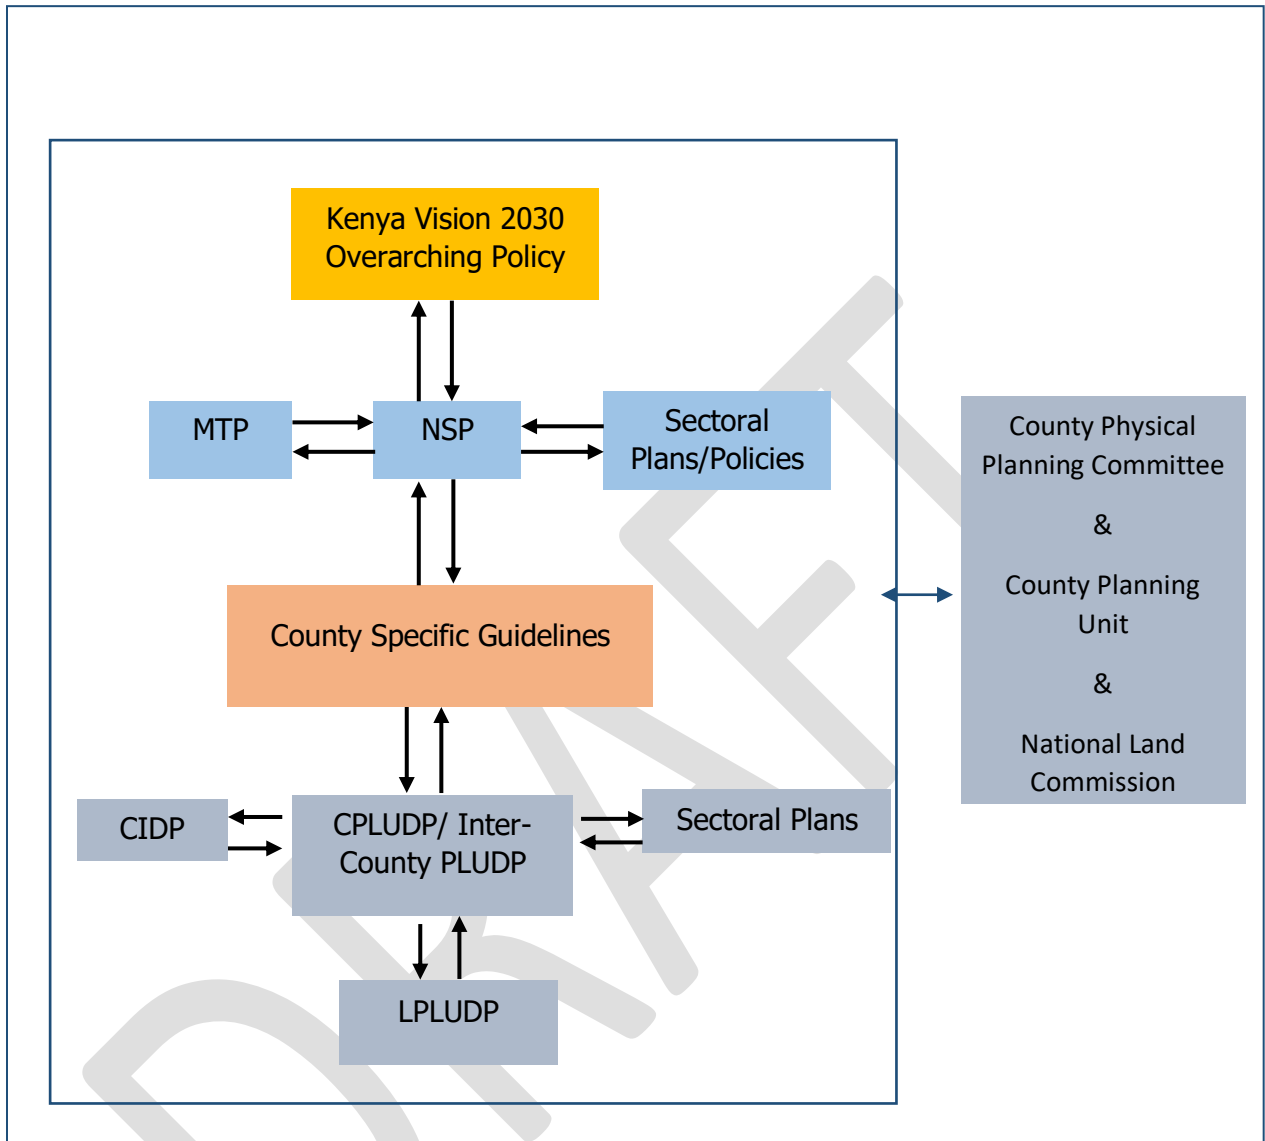 Kenya Vision 2030
Overarching Policy
MTP
NSP
Sectoral
Plans/Policies
County Specific Guidelines
CIDP
CPLUDP/ Inter-
County PLUDP
Sectoral Plans
LPLUDP
County Physical
Planning Committee
&
County Planning
Unit
&
National Land
Commission
DRAFT